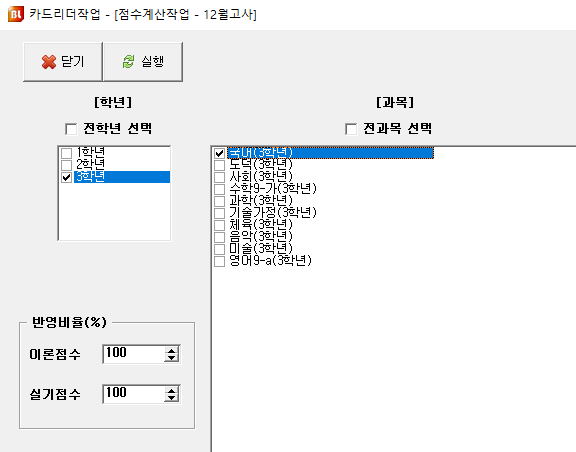 BL 카드리더작업 - [점수계산작업 - 12월고사]
닫기 실행
[학년] [과목]
전학년 선택 전과목 선택
1학년
2학년
3학년
국어(3학년)
도덕(3학년)
사회(3학년)
수학9-가(3학년)
과학(3학년)
기술가정(3학년)
체육(3학년)
음악(3학년)
미술(3학년)
영어9-a(3학년)
반영비율(%)
이론점수 100
실기점수 100